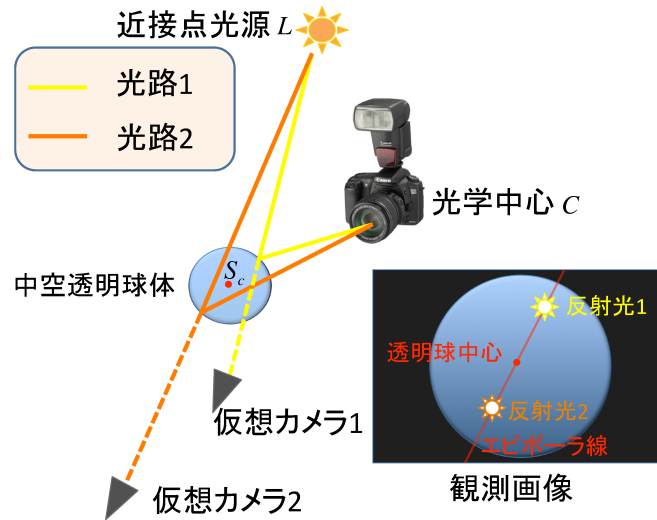 近接点光源 L
光路1
光路2
光学中心 C
中空透明球体
Sc
反射光1
透明球中心
反射光2
エピポーラ線
仮想カメラ1
仮想カメラ2
観測画像
Canon